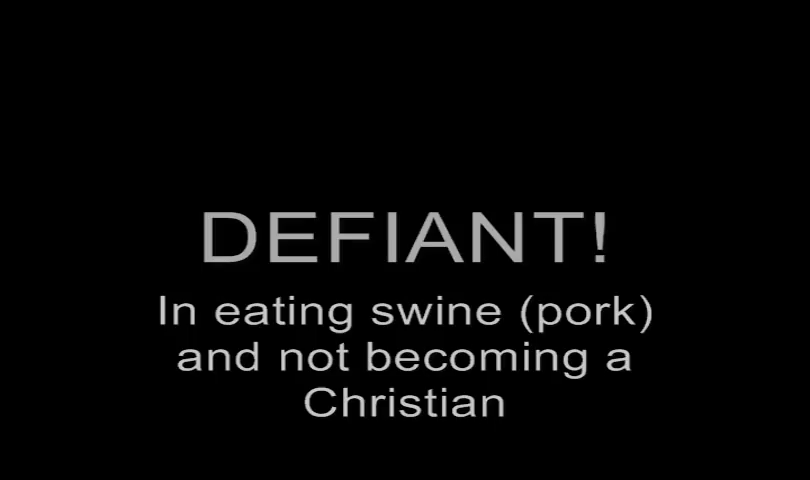 DEFIANT!
In eating swine (pork)
and not becoming a
Christian